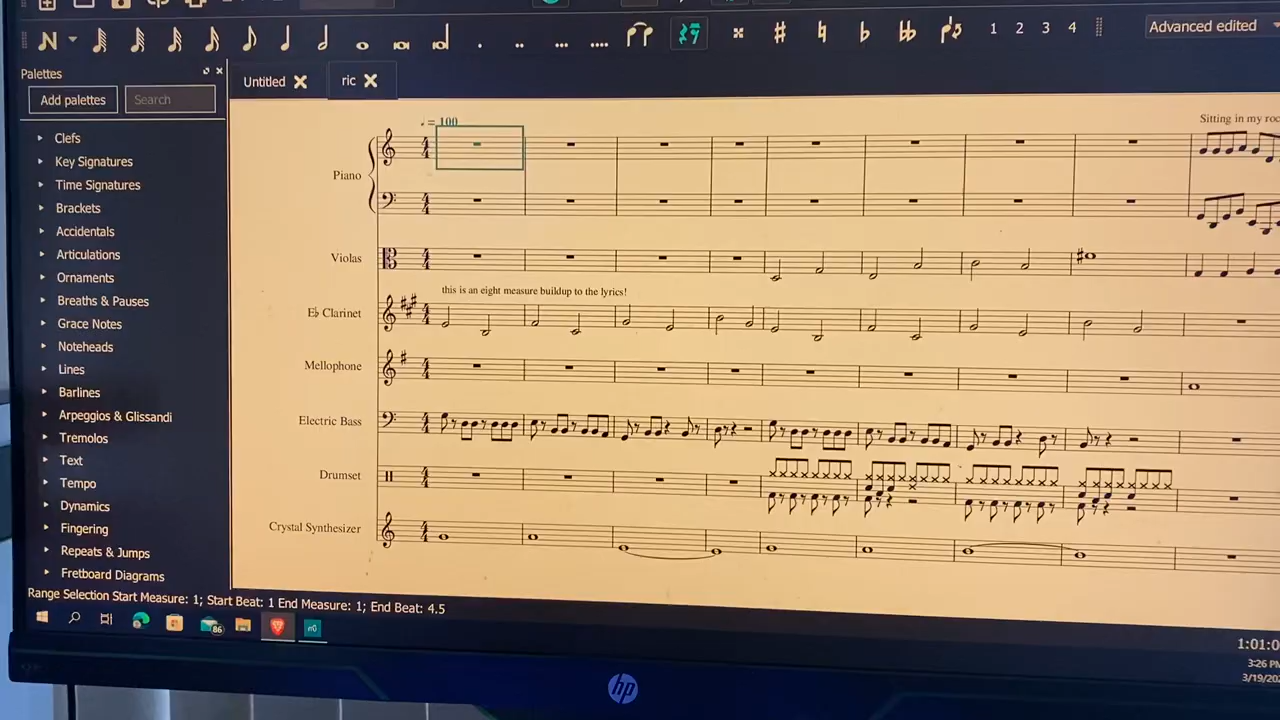 1 2 3 4
Advanced edited
Palettes
Untitled
ric
Add palettes
Search
Clefs
Key Signatures
Time Signatures
Brackets
Accidentals
Articulations
Ornaments
Breaths & Pauses
Grace Notes
Noteheads
Lines
Barlines
Arpeggios & Glissandi
Tremolos
Text
Tempo
Dynamics
Fingering
Repeats & Jumps
Fretboard Diagrams
= 100
Sitting in my
Piano
Violas
this is an eight measure buildup to the lyrics!
E♭ Clarinet
Mellophone
Electric Bass
Drumset
Crystal Synthesizer
Range Selection Start Measure: 1; Start Beat: 1 End Measure: 1; End Beat: 4.5
86
1:01:0
3:26 PM
3/19/20
hp